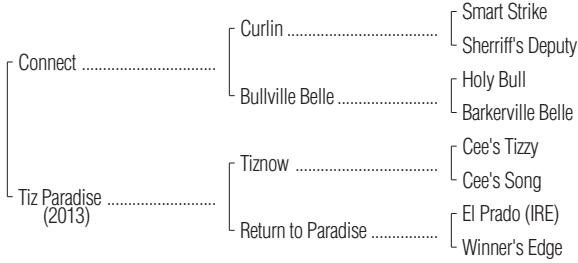 Smart Strike
Curlin ................................
Sherriff's Deputy
Connect ..............................
Holy Bull
Bullville Belle .....................
Barkerville Belle
Cee's Tizzy
Tiznow ..............................
Cee's Song
Tiz Paradise ........................
(2013)
El Prado (IRE)
Return to Paradise ..............
Winner's Edge